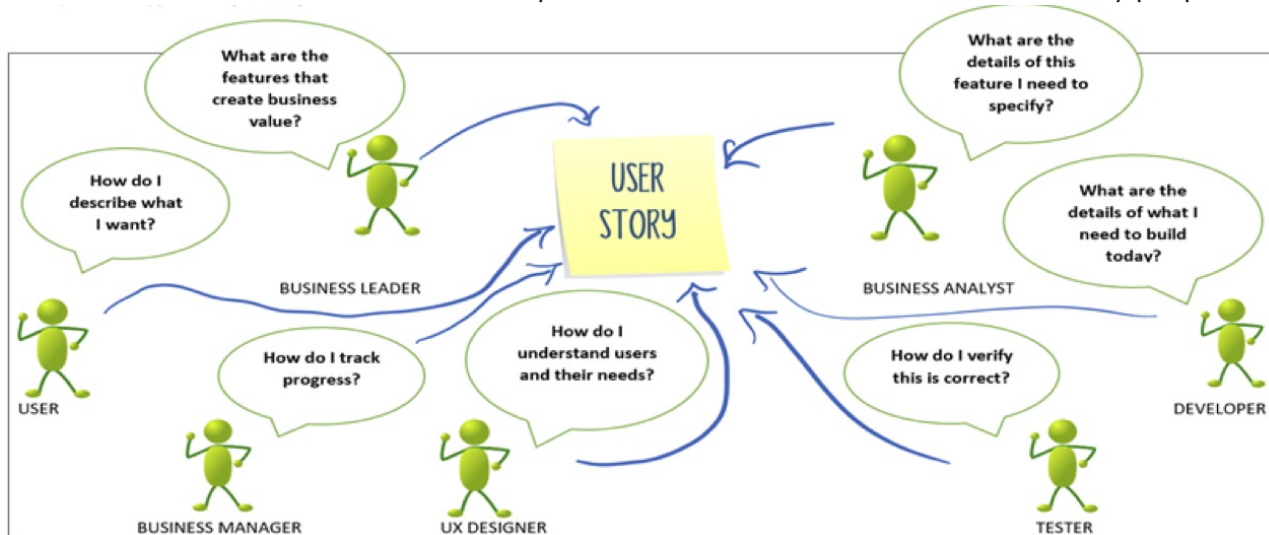 What are the
features that
create business
value?
What are the
details of this
feature I need to
specify?
How do I
describe what
I want?
USER
STORY
What are the
details of what I
need to build
today?
BUSINESS LEADER
BUSINESS ANALYST
How do I track
progress?
How do I
understand users
and their needs?
How do I verify
this is correct?
USER
DEVELOPER
BUSINESS MANAGER
UX DESIGNER
TESTER